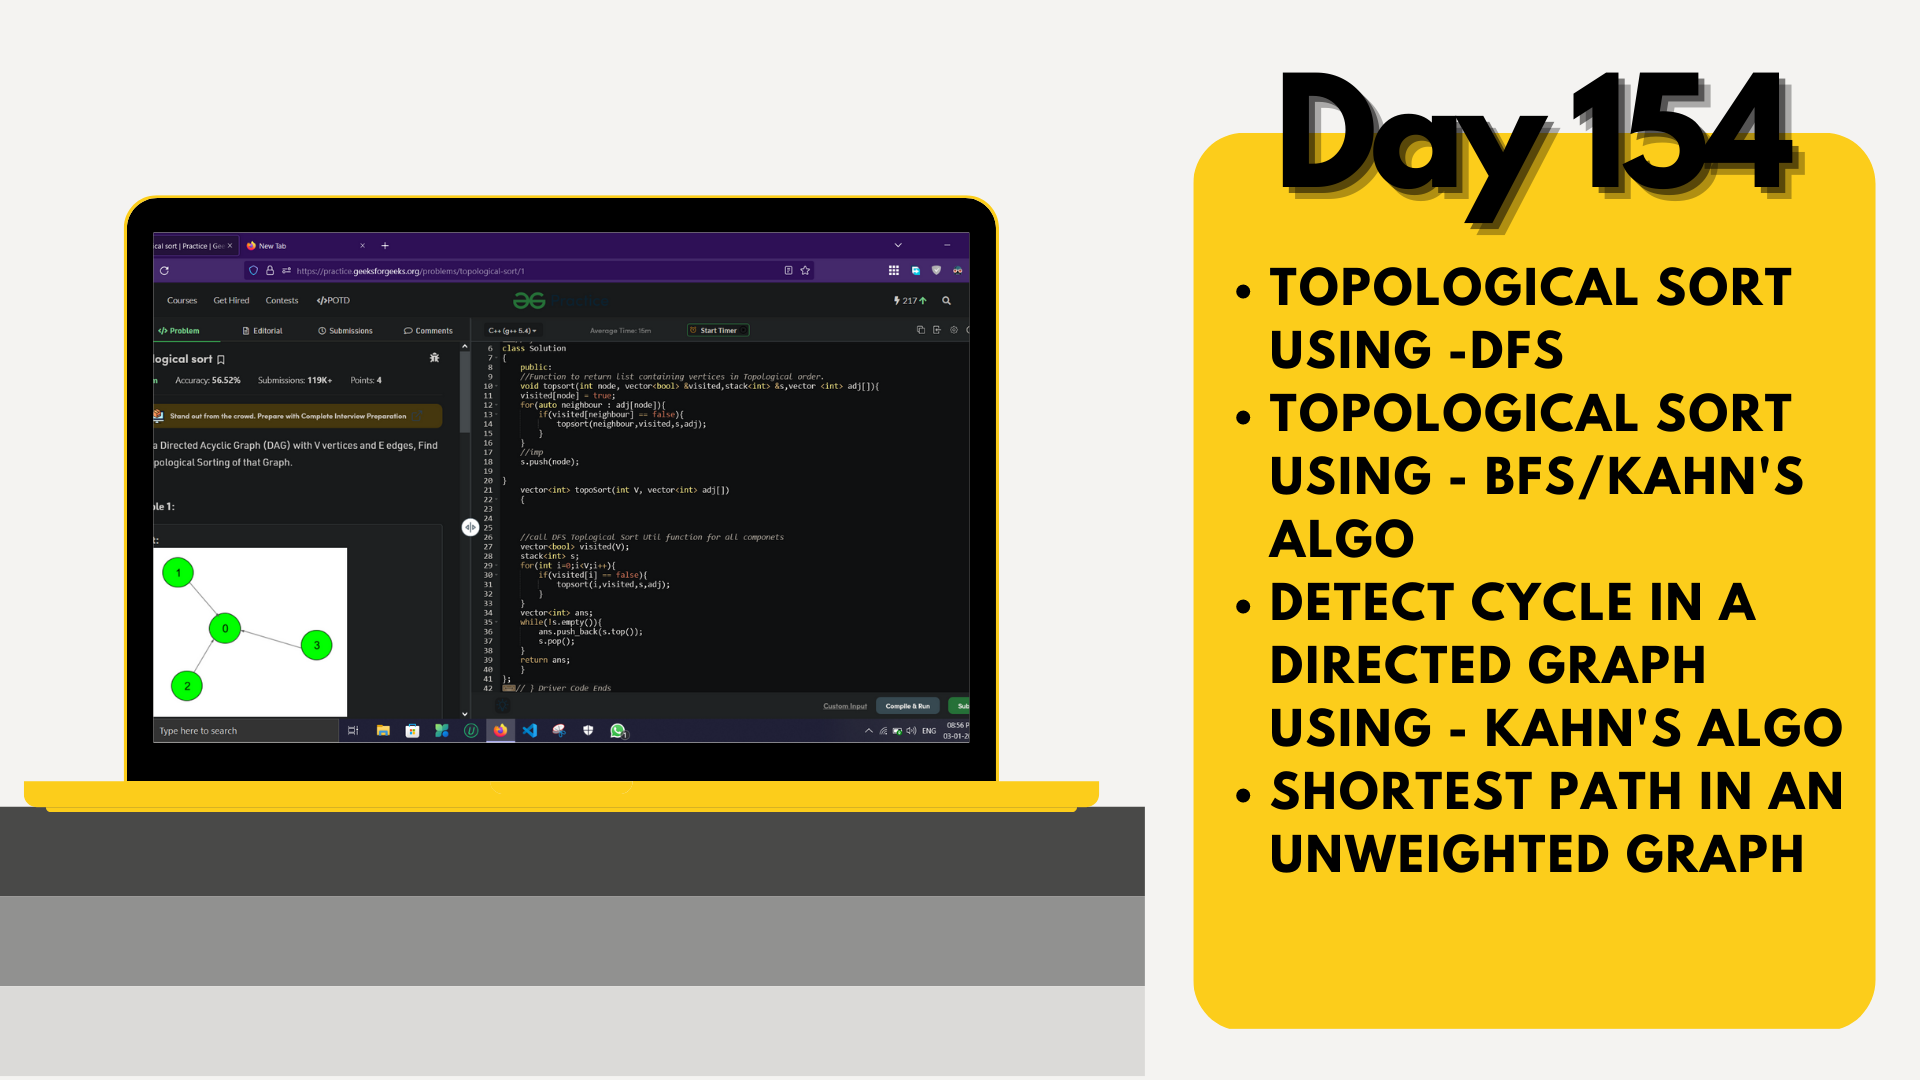 Day 154
• TOPOLOGICAL SORT
USING -DFS
• TOPOLOGICAL SORT
USING - BFS/KAHN'S
ALGO
• DETECT CYCLE IN A
DIRECTED GRAPH
USING - KAHN'S ALGO
• SHORTEST PATH IN AN
UNWEIGHTED GRAPH
cal sort | Practice | Gee
New Tab
https://practice.geeksforgeeks.org/problems/topological-sort/1
Courses Get Hired Contests </>POTD
217
</> Problem Editorial Submissions Comments
C++ (g++ 5.4) Average Time: 15m Start Timer
logical sort
Accuracy: 56.52% Submissions: 119K+ Points: 4
Stand out from the crowd. Prepare with Complete Interview Preparation
a Directed Acyclic Graph (DAG) with V vertices and E edges, Find
pological Sorting of that Graph.
ple 1:
t:
1
0
3
2
6 class Solution
7 {
8 public:
9 //Function to return list containing vertices in Topological order.
10 void topsort(int node, vector<bool> &visited,stack<int> &s,vector <int> adj[]){
11 visited[node] = true;
12 for(auto neighbour : adj[node]){
13 if(visited[neighbour] == false){
14 topsort(neighbour,visited,s,adj);
15 }
16 }
17 //imp
18 s.push(node);
19
20 }
21 vector<int> topoSort(int V, vector<int> adj[])
22 {
23
24
25
26 //call DFS Toplogical Sort Util function for all componets
27 vector<bool> visited(V);
28 stack<int> s;
29 for(int i=0;i<V;i++){
30 if(visited[i] == false){
31 topsort(i,visited,s,adj);
32 }
33 }
34 vector<int> ans;
35 while(!s.empty()){
36 ans.push_back(s.top());
37 s.pop();
38 }
39 return ans;
40 }
41 };
42 // } Driver Code Ends
Custom Input Compile & Run Sub
Type here to search
ENG
08:56 P
03-01-2